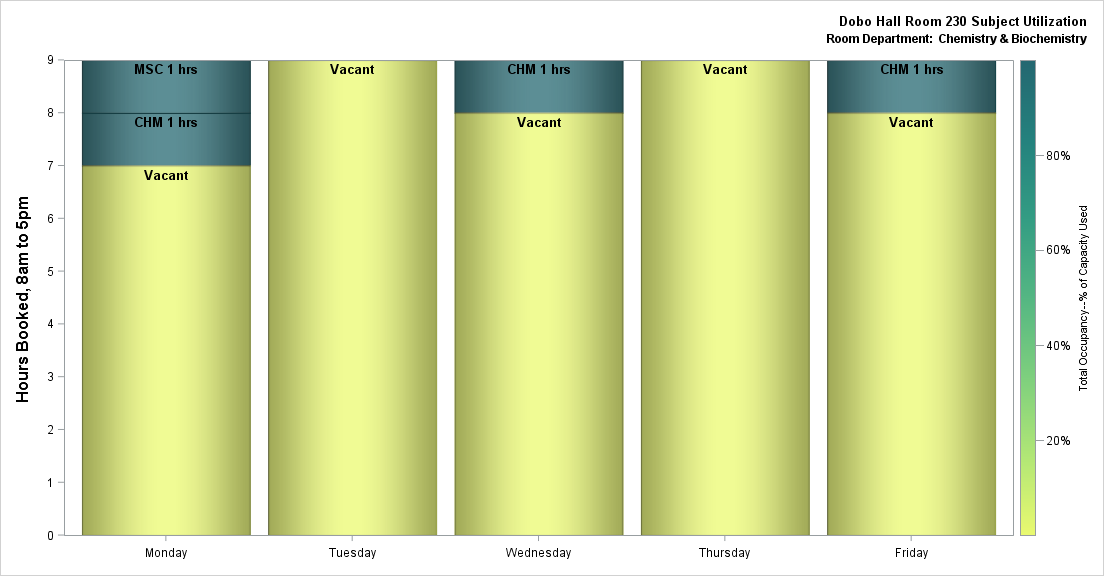 Dobo Hall Room 230 Subject Utilization
Room Department: Chemistry & Biochemistry
Hours Booked, 8am to 5pm
9
8
7
6
5
4
3
2
1
0
MSC 1 hrs
CHM 1 hrs
Vacant
Vacant
CHM 1 hrs
Vacant
Vacant
CHM 1 hrs
Vacant
Monday
Tuesday
Wednesday
Thursday
Friday
80%
60%
40%
20%
Total Occupancy--% of Capacity Used